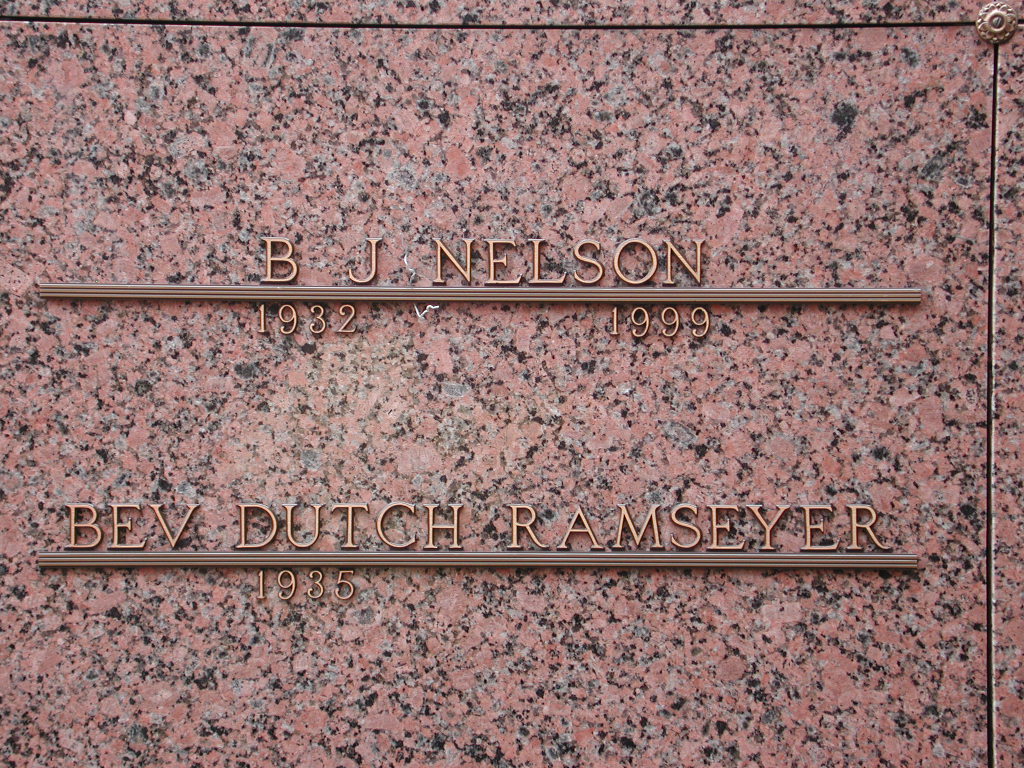 B J NELSON
1932 1999
BEV DUTCH RAMSEYER
1935